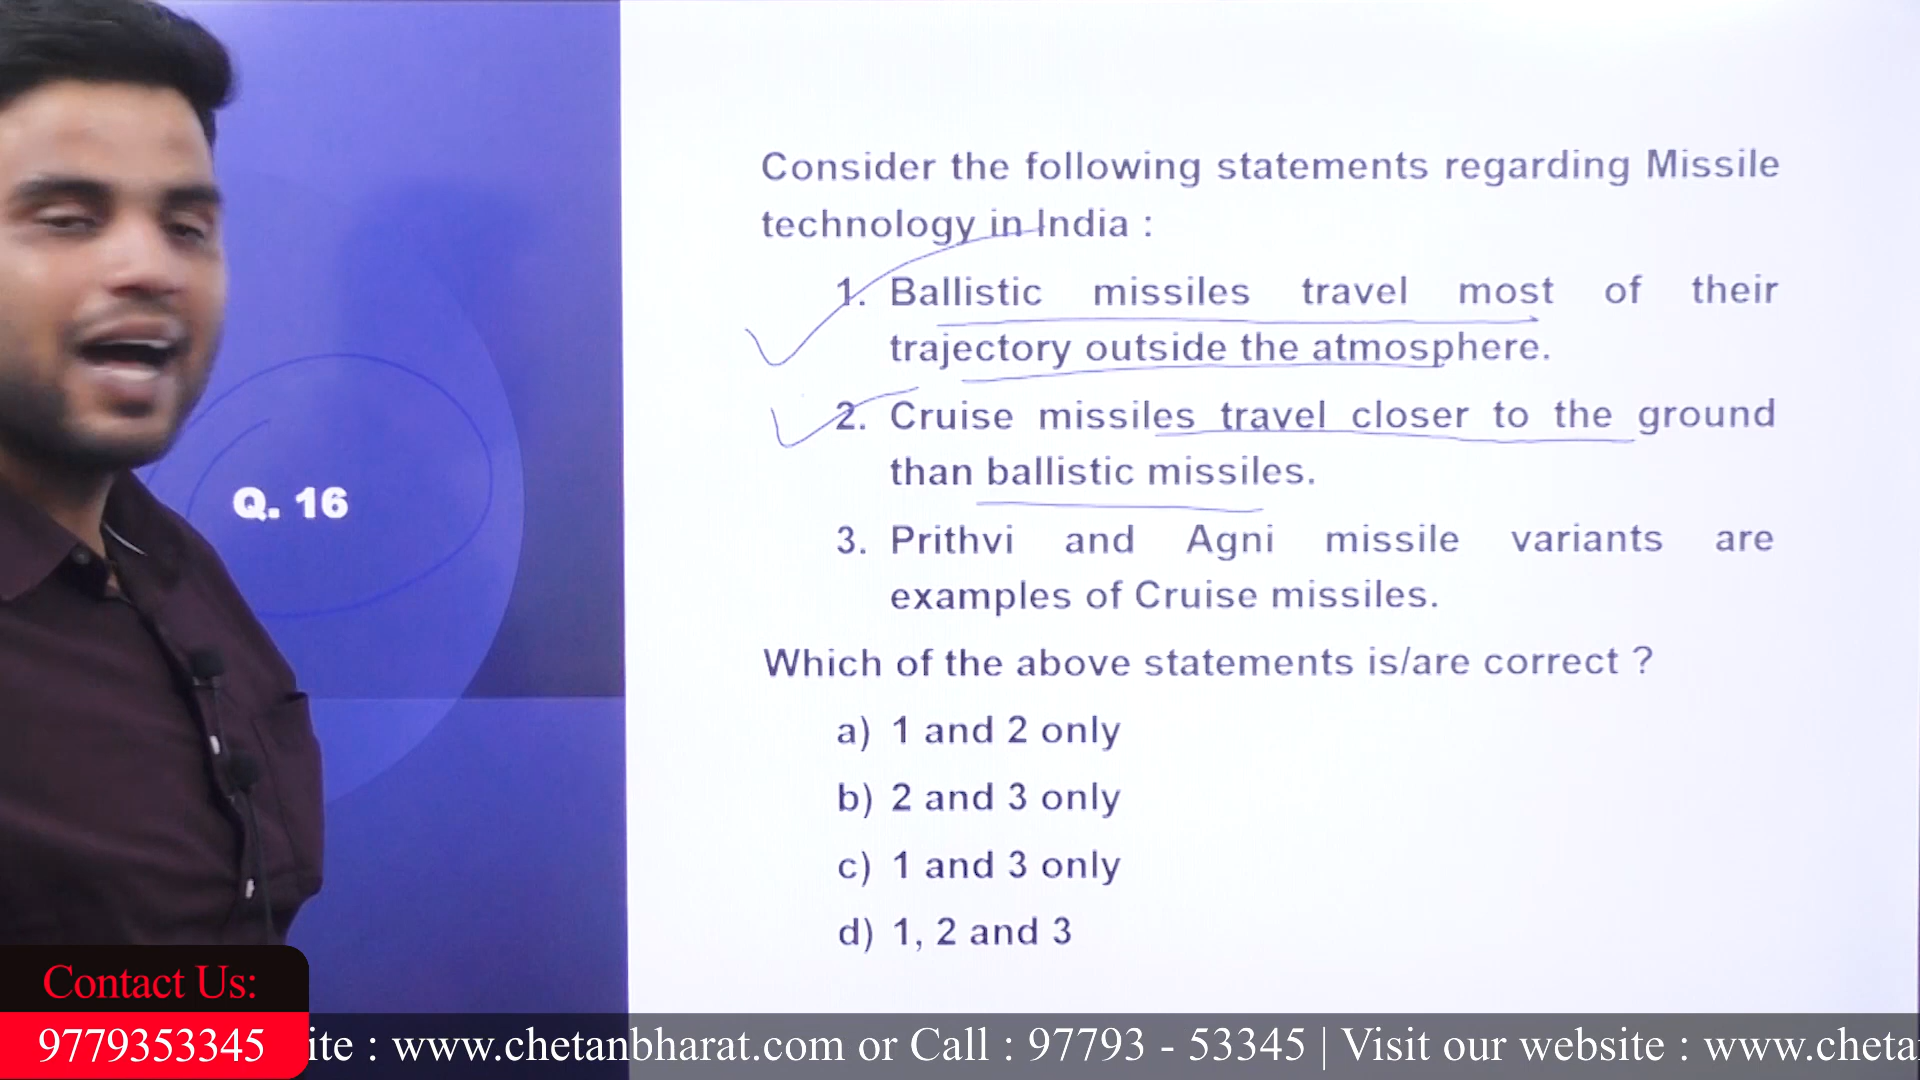 Consider the following statements regarding Missile
technology in India :
1. Ballistic missiles travel most of their
trajectory outside the atmosphere.
2. Cruise missiles travel closer to the ground
than ballistic missiles.
3. Prithvi and Agni missile variants are
examples of Cruise missiles.
Which of the above statements is/are correct ?
a) 1 and 2 only
b) 2 and 3 only
c) 1 and 3 only
d) 1, 2 and 3
Q. 16
Contact Us:
9779353345
ite : www.chetanbharat.com or Call : 97793 - 53345 | Visit our website : www.cheta